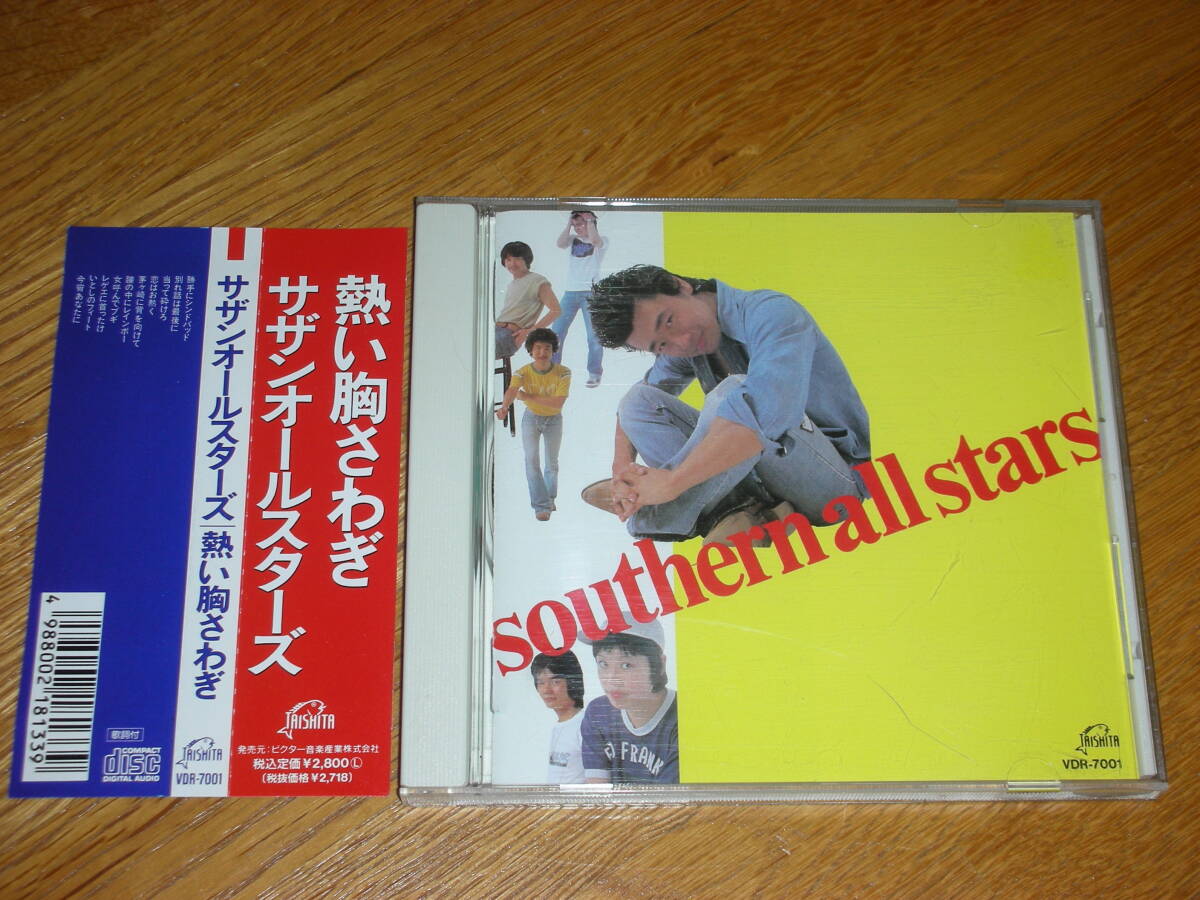 熱い胸さわぎ
サザンオールスターズ
TAISHITA
発売元:ビクター音楽産業株式会社
税込定価¥2,800Ⓛ
(税抜価格¥2,718)
サザンオールスターズ|熱い胸さわぎ
TAISHITA
VDR-7001
勝手にシンドバッド
別れ話は最後に
当って砕けろ
恋はお熱く
茅ヶ崎に背を向けて
瞳の中にレインボー
女呼んでブギ
レゲエに首ったけ
いとしのフィート
今宵あなたに
歌詞付
COMPACT
disc
DIGITAL AUDIO
4 988002 181339
southern all stars
FRANK
TAISHITA
VDR-7001